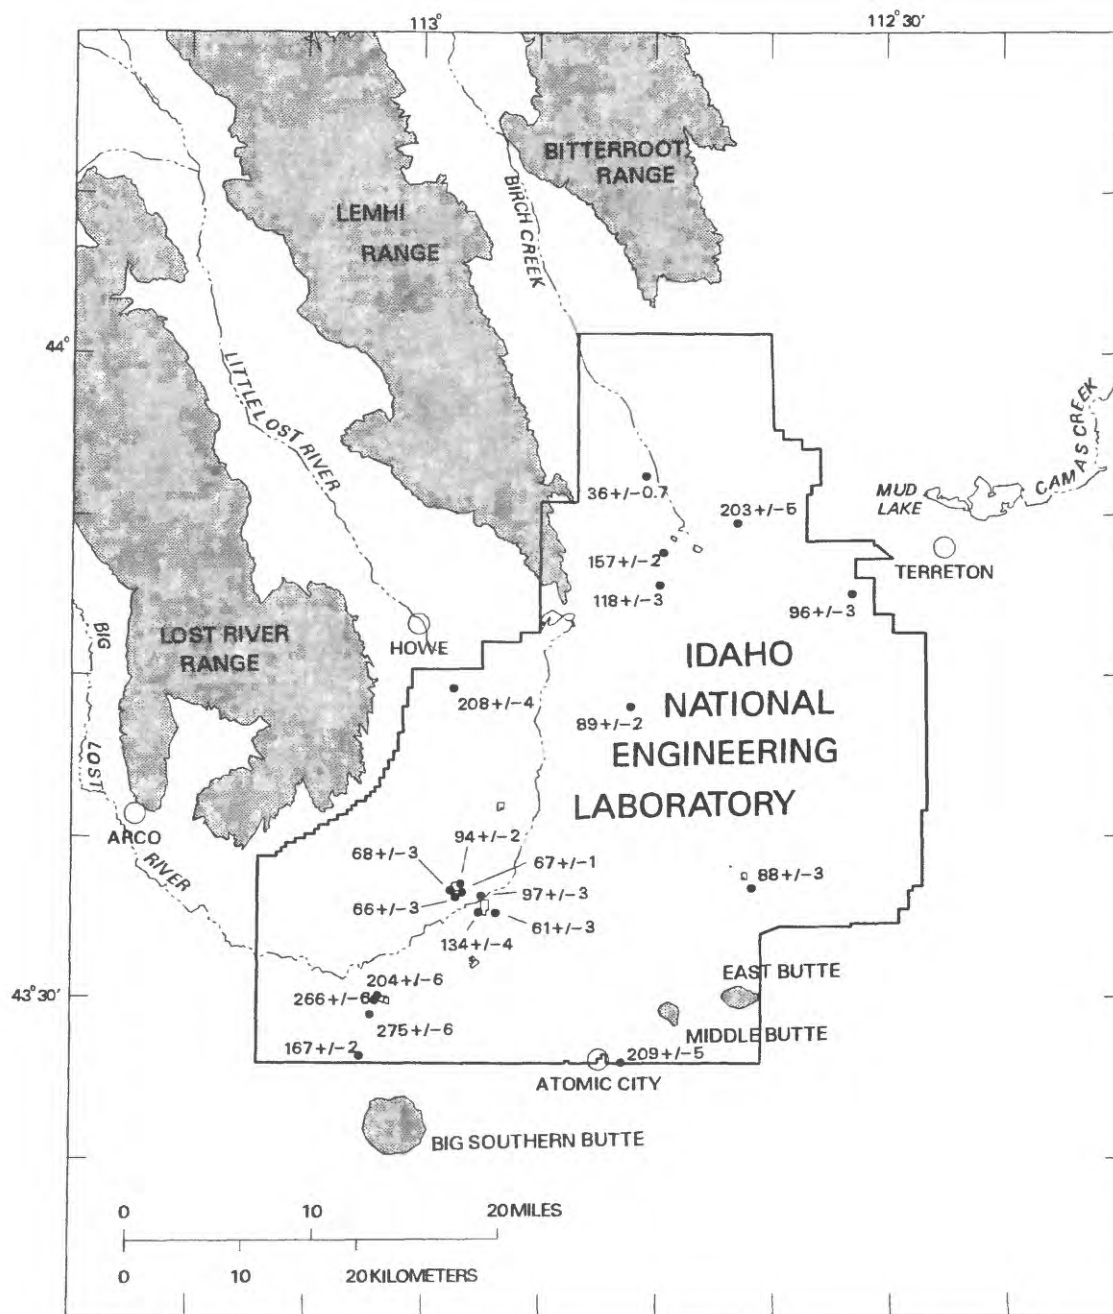 113°
112°30'
BITTERROOT
RANGE
BIRCH CREEK
LEMHI
RANGE
44°
LITTLE LOST RIVER
CAMAS CREEK
MUD
LAKE
36+/-0.7
203+/-5
157+/-2
TERRETON
118+/-3
96+/-3
BIG
LOST RIVER
RANGE
HOWE
IDAHO
NATIONAL
ENGINEERING
LABORATORY
208+/-4
89+/-2
LOST
ARCO
RIVER
94+/-2
68+/-3
67+/-1
88+/-3
97+/-3
66+/-3
61+/-3
134+/-4
EAST BUTTE
204+/-6
43°30'
266+/-6
275+/-6
MIDDLE BUTTE
167+/-2
209+/-5
ATOMIC CITY
BIG SOUTHERN BUTTE
0 10 20 MILES
0 10 20 KILOMETERS